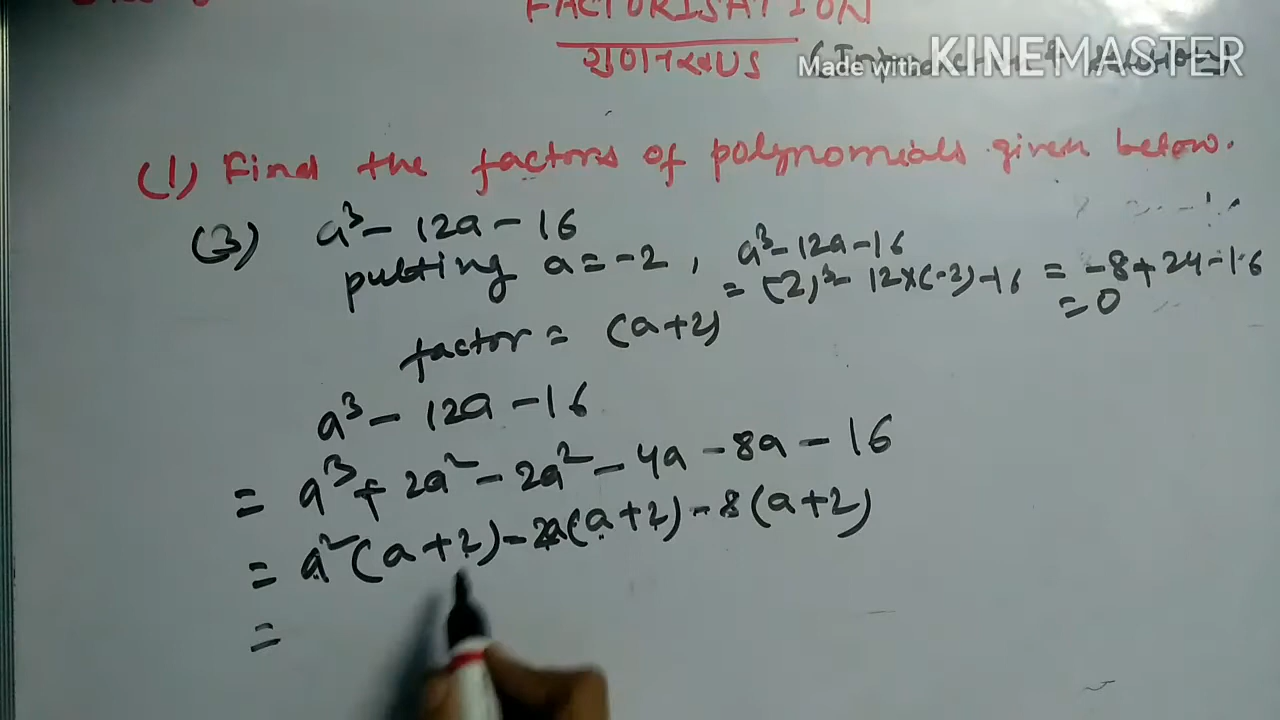 FACTORISATION
Made with KINEMASTER
(1) Find the factors of polynomials given below.
(3) a³ - 12a - 16
putting a = -2, a³ - 12a - 16
= (-2)³ - 12×(-2) - 16 = -8 + 24 - 16
= 0
factor = (a+2)
a³ - 12a - 16
= a³ + 2a² - 2a² - 4a - 8a - 16
= a²(a+2) - 2a(a+2) - 8(a+2)
=